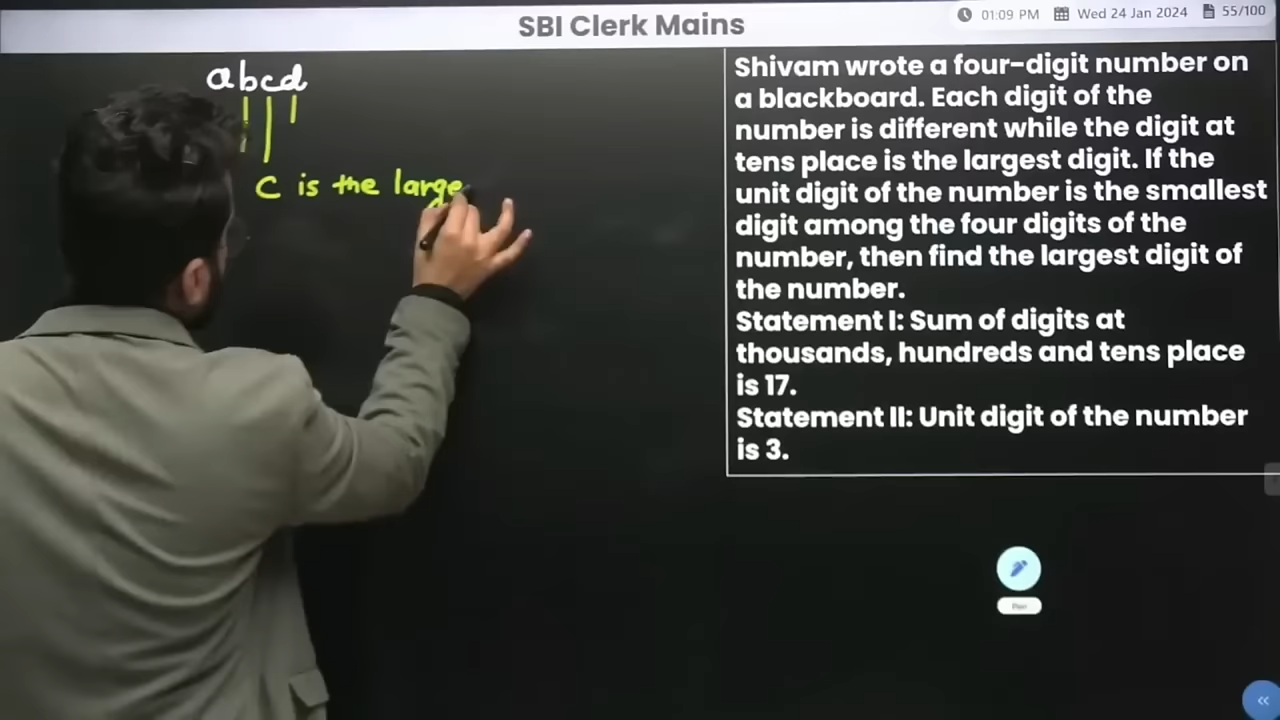 SBI Clerk Mains
01:09 PM Wed 24 Jan 2024 55/100
abcd
c is the large
Shivam wrote a four-digit number on
a blackboard. Each digit of the
number is different while the digit at
tens place is the largest digit. If the
unit digit of the number is the smallest
digit among the four digits of the
number, then find the largest digit of
the number.
Statement I: Sum of digits at
thousands, hundreds and tens place
is 17.
Statement II: Unit digit of the number
is 3.
Pen